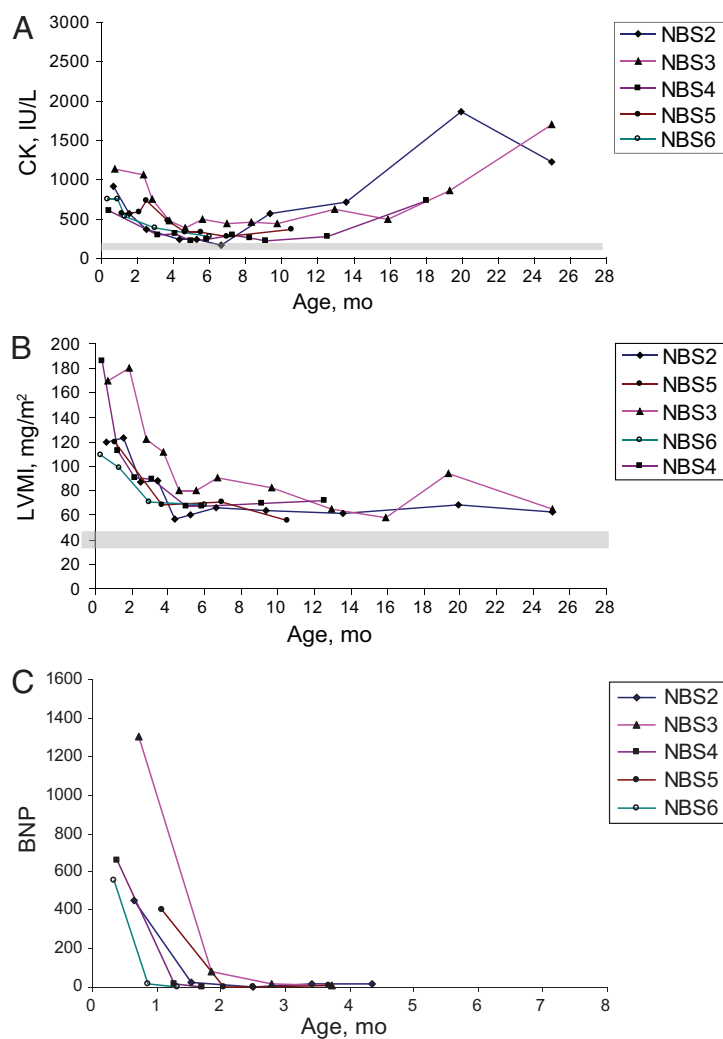 A
3000
2500
2000
1500
1000
500
0
CK, IU/L
0 2 4 6 8 10 12 14 16 18 20 22 24 26 28
Age, mo
NBS2
NBS3
NBS4
NBS5
NBS6
B
200
180
160
140
120
100
80
60
40
20
0
LVMI, mg/m²
0 2 4 6 8 10 12 14 16 18 20 22 24 26 28
Age, mo
NBS2
NBS5
NBS3
NBS6
NBS4
C
1600
1400
1200
1000
800
600
400
200
0
BNP
0 1 2 3 4 5 6 7 8
Age, mo
NBS2
NBS3
NBS4
NBS5
NBS6